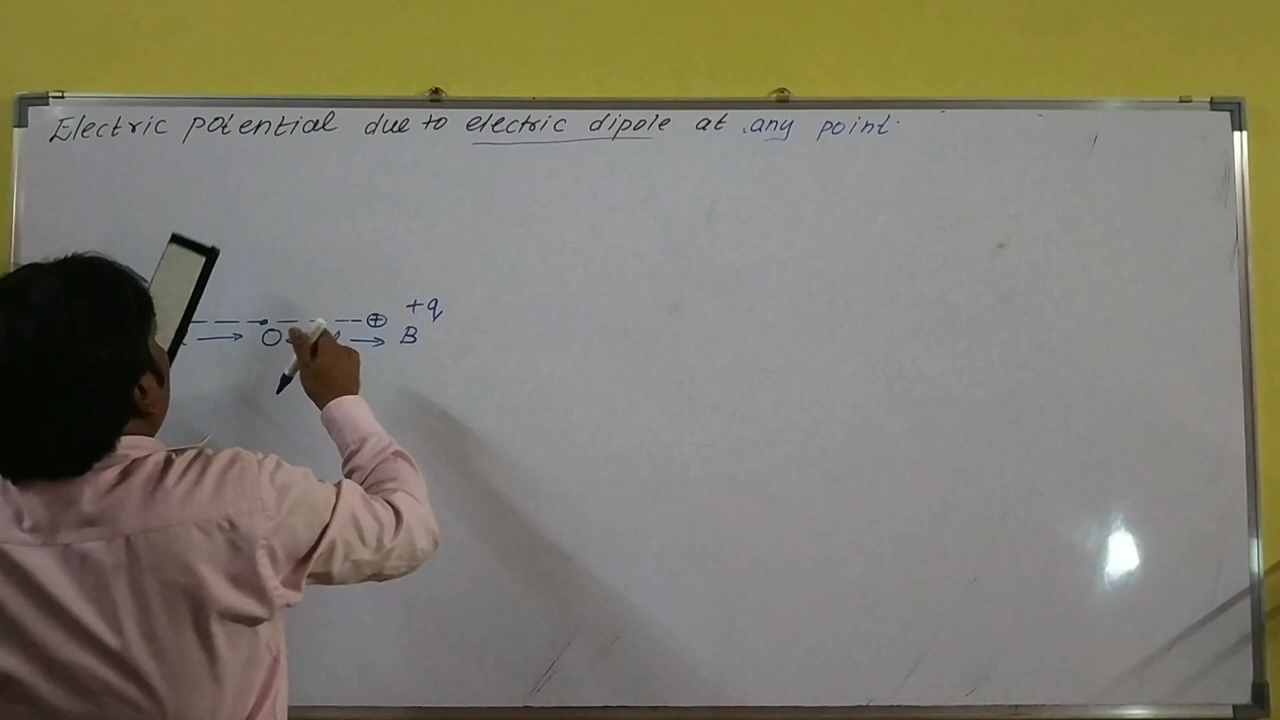 Electric potential due to electric dipole at any point.
+q
O l B